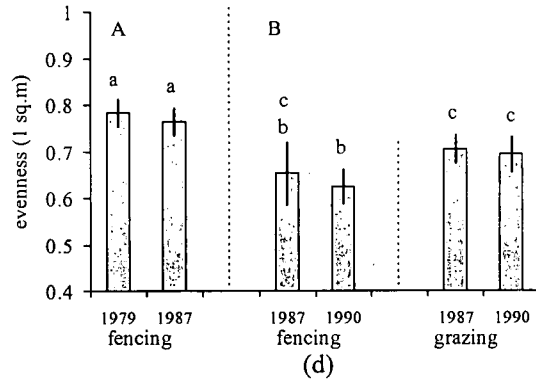 1
A
B
0.9
a
a
0.8
c
b
b
c
c
0.7
0.6
0.5
0.4
evenness (1 sq.m)
1979 1987
1987 1990
1987 1990
fencing
fencing
grazing
(d)